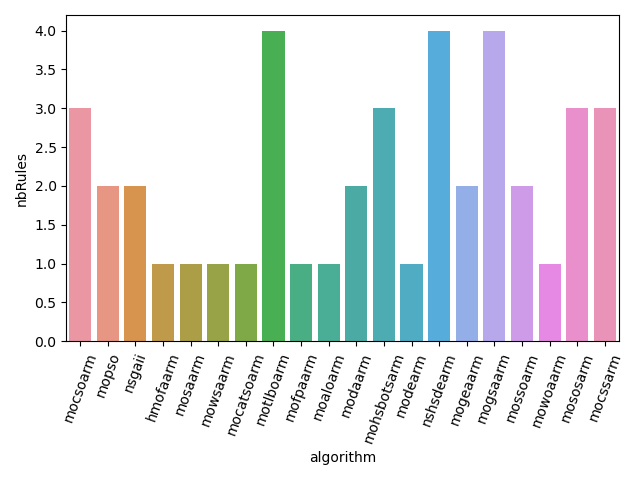 4.0
3.5
3.0
2.5
2.0
1.5
1.0
0.5
0.0
nbRules
mocsoarm
mopso
nsgaii
hmofaarm
mosaarm
mowsaarm
mocatsoarm
motlboarm
mofpaarm
moaloarm
modaarm
mohsbotsarm
modearm
nshsdearm
mogeaarm
mogsaarm
mossoarm
mowoaarm
mososarm
mocssarm
algorithm